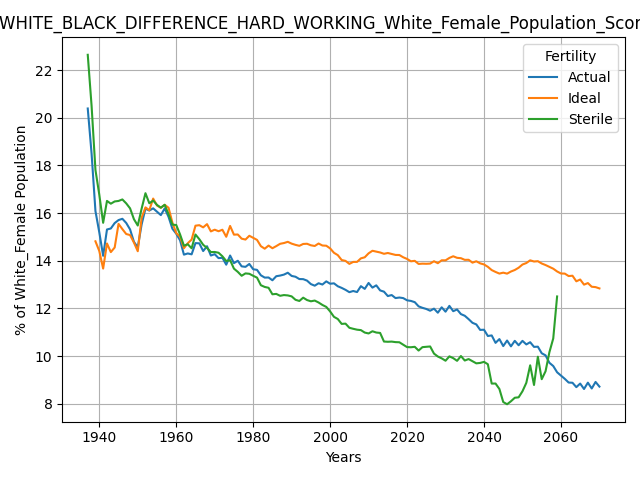 WHITE_BLACK_DIFFERENCE_HARD_WORKING_White_Female_Population_Scor
Fertility
Actual
Ideal
Sterile
% of White_Female Population
22
20
18
16
14
12
10
8
1940 1960 1980 2000 2020 2040 2060
Years